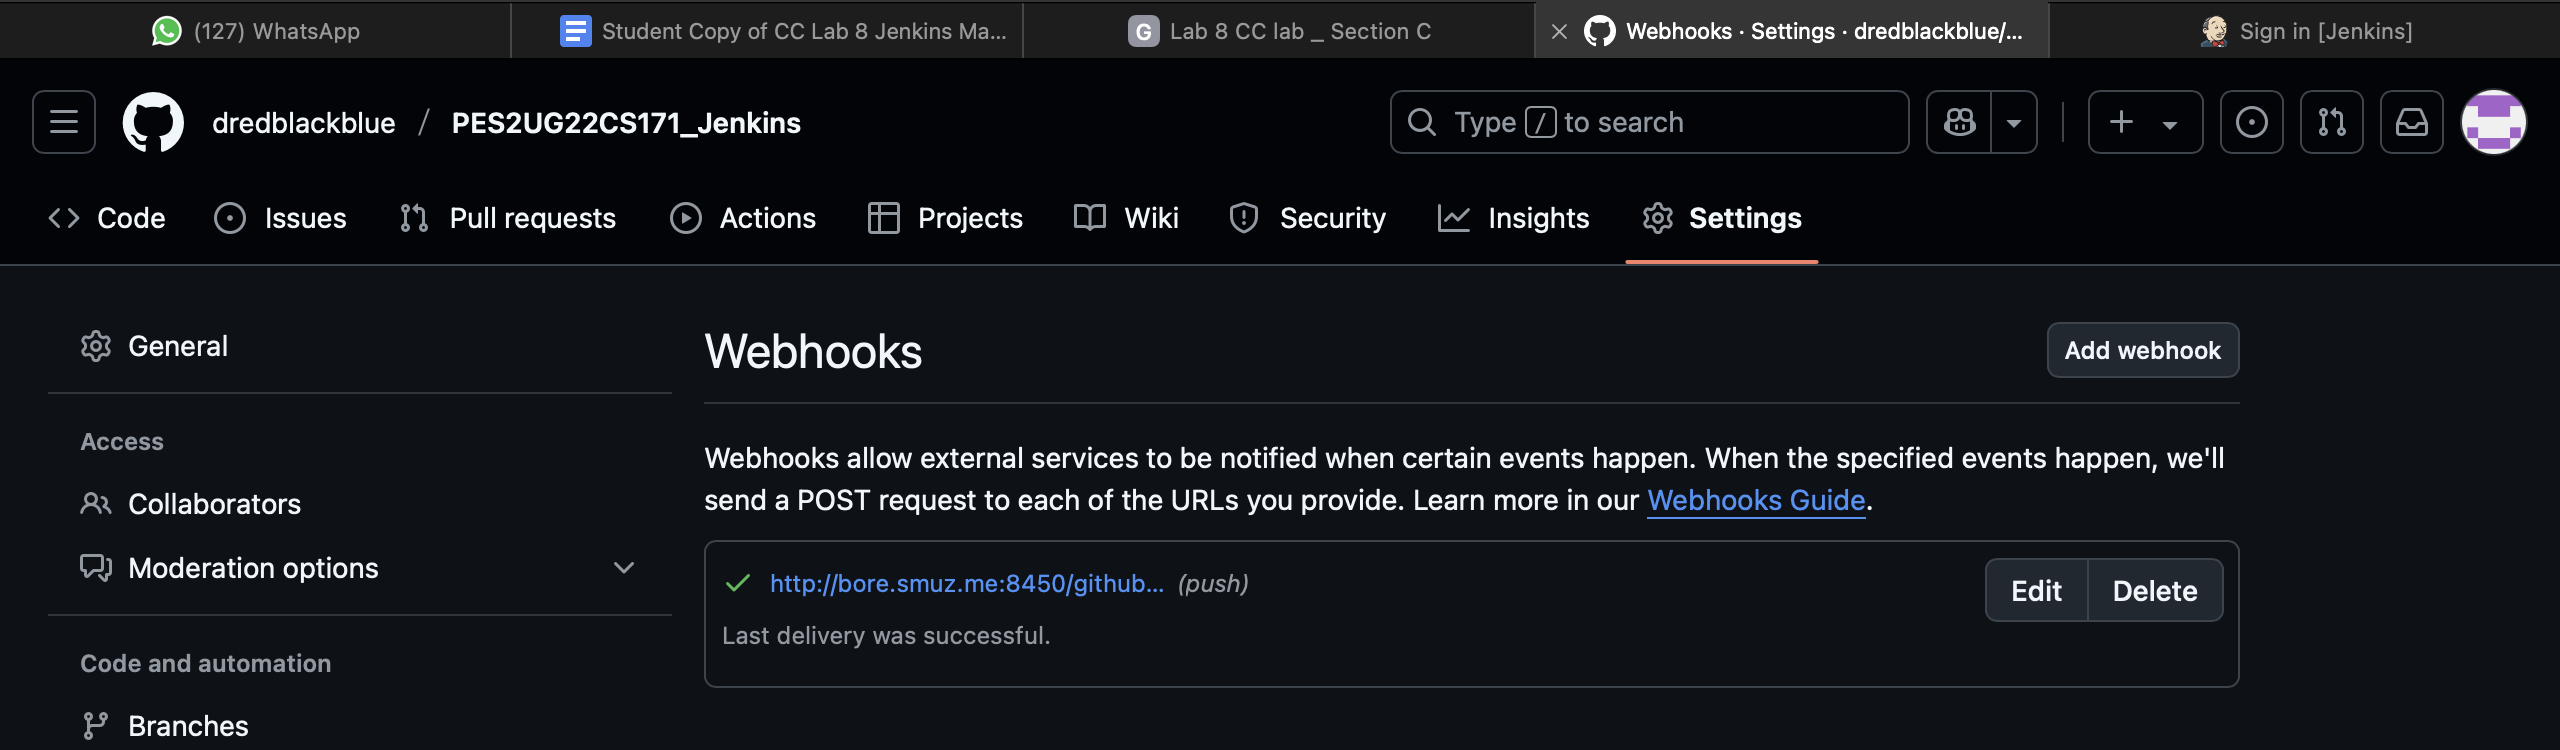 (127) WhatsApp
Student Copy of CC Lab 8 Jenkins Ma...
G Lab 8 CC lab _ Section C
Webhooks · Settings · dredblackblue/...
Sign in [Jenkins]
dredblackblue / PES2UG22CS171_Jenkins
Type / to search
Code Issues Pull requests Actions Projects Wiki Security Insights Settings
General
Access
Collaborators
Moderation options
Code and automation
Branches
Webhooks
Add webhook
Webhooks allow external services to be notified when certain events happen. When the specified events happen, we'll
send a POST request to each of the URLs you provide. Learn more in our Webhooks Guide.
http://bore.smuz.me:8450/github... (push)
Edit Delete
Last delivery was successful.